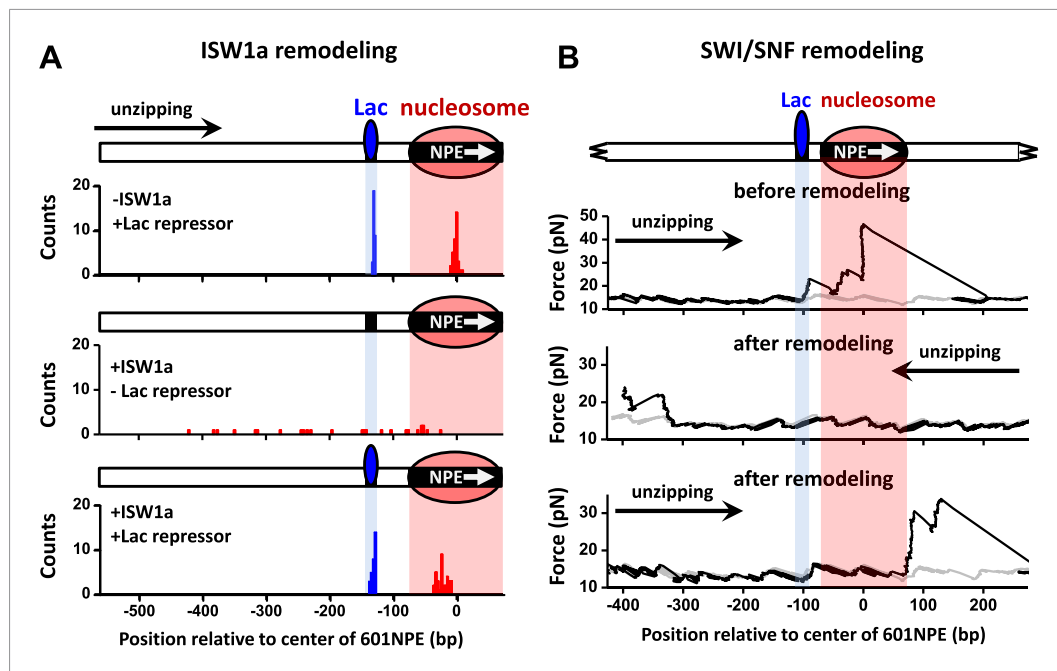 A
ISW1a remodeling
unzipping
Lac
nucleosome
NPE
20
10
0
Counts
-ISW1a
+Lac repressor
NPE
20
10
0
Counts
+ISW1a
- Lac repressor
NPE
20
10
0
Counts
+ISW1a
+Lac repressor
-500 -400 -300 -200 -100 0
Position relative to center of 601NPE (bp)
B
SWI/SNF remodeling
Lac
nucleosome
NPE
before remodeling
50
40
30
20
10
Force (pN)
unzipping
after remodeling
30
20
10
Force (pN)
unzipping
after remodeling
30
20
10
Force (pN)
unzipping
-400 -300 -200 -100 0 100 200
Position relative to center of 601NPE (bp)